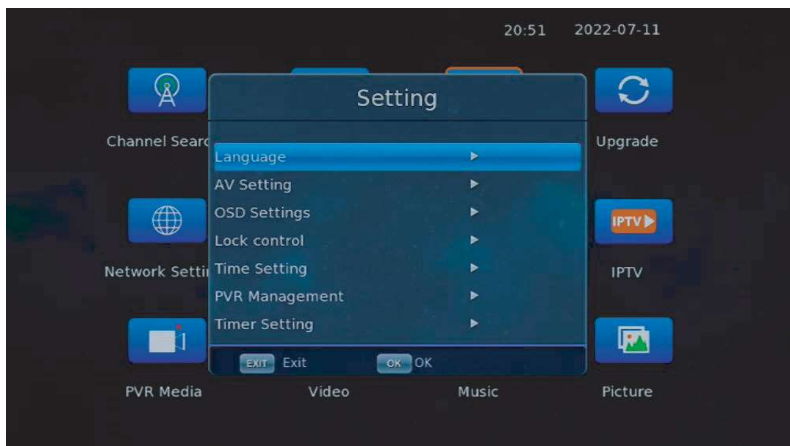 20:51 2022-07-11
Setting
Channel Searc
Upgrade
Language
AV Setting
OSD Settings
IPTV
Lock control
Network Setti
Time Setting
IPTV
PVR Management
Timer Setting
EXIT Exit OK OK
PVR Media Video Music Picture